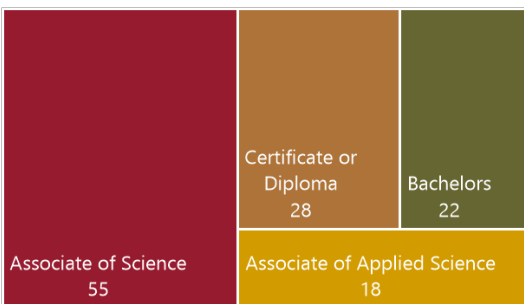 Associate of Science
55
Certificate or
Diploma
28
Bachelors
22
Associate of Applied Science
18